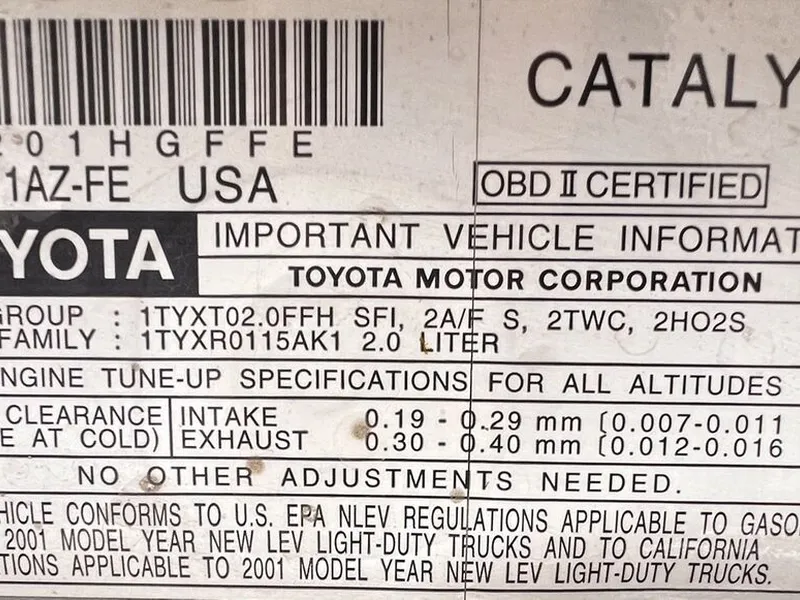 201HGFFE
CATALY
1AZ-FE USA
OBD II CERTIFIED
YOTA
IMPORTANT VEHICLE INFORMAT
TOYOTA MOTOR CORPORATION
GROUP : 1TYXT02.0FFH SFI, 2A/F S, 2TWC, 2HO2S
FAMILY : 1TYXR0115AK1 2.0 LITER
NGINE TUNE-UP SPECIFICATIONS FOR ALL ALTITUDES
CLEARANCE INTAKE 0.19 - 0.29 mm [0.007-0.011
E AT COLD) EXHAUST 0.30 - 0.40 mm [0.012-0.016
NO OTHER ADJUSTMENTS NEEDED.
HICLE CONFORMS TO U.S. EPA NLEV REGULATIONS APPLICABLE TO GASO
2001 MODEL YEAR NEW LEV LIGHT-DUTY TRUCKS AND TO CALIFORNIA
TIONS APPLICABLE TO 2001 MODEL YEAR NEW LEV LIGHT-DUTY TRUCKS.